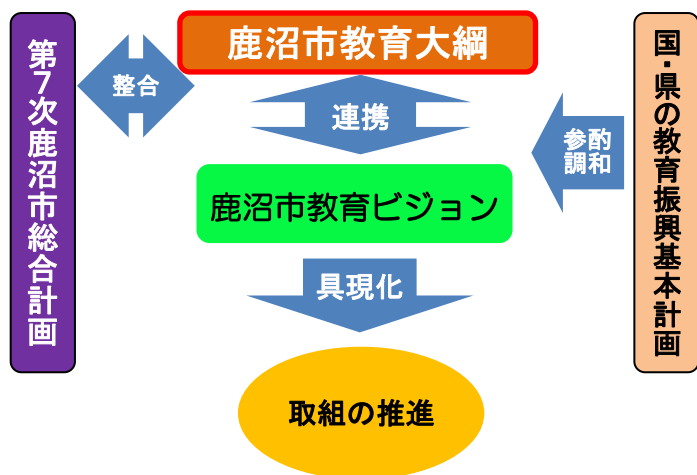 鹿沼市教育大綱
第7次鹿沼市総合計画
整合
連携
参酌
調和
国・県の教育振興基本計画
鹿沼市教育ビジョン
具現化
取組の推進